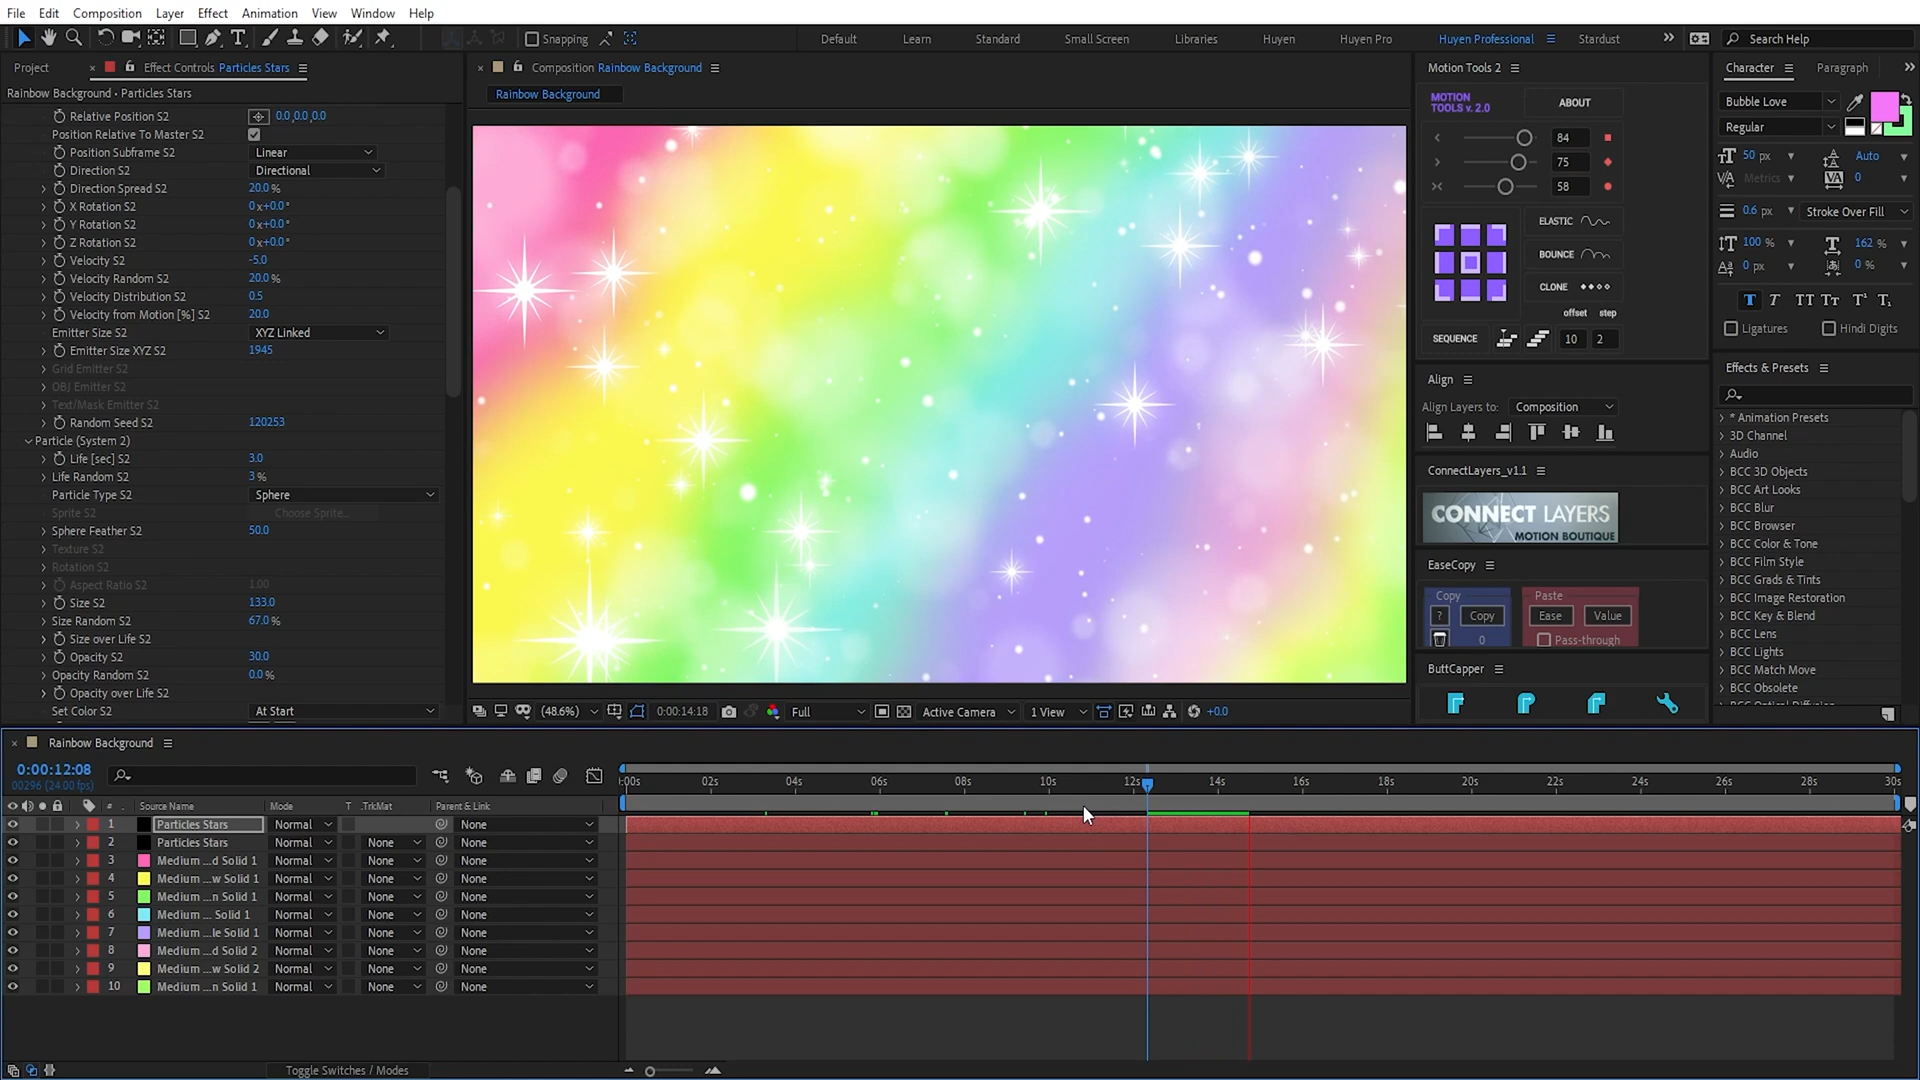 File Edit Composition Layer Effect Animation View Window Help
Snapping Default Learn Standard Small Screen Libraries Huyen Huyen Pro Huyen Professional Stardust Search Help
Project Effect Controls Particles Stars
Rainbow Background • Particles Stars
Relative Position S2 0.0,0.0,0.0
Position Relative To Master S2
Position Subframe S2 Linear
Direction S2 Directional
Direction Spread S2 20.0 %
X Rotation S2 0 x+0.0 °
Y Rotation S2 0 x+0.0 °
Z Rotation S2 0 x+0.0 °
Velocity S2 -5.0
Velocity Random S2 20.0 %
Velocity Distribution S2 0.5
Velocity from Motion [%] S2 20.0
Emitter Size S2 XYZ Linked
Emitter Size XYZ S2 1945
Grid Emitter S2
OBJ Emitter S2
Text/Mask Emitter S2
Random Seed S2 120253
Particle (System 2)
Life [sec] S2 3.0
Life Random S2 3 %
Particle Type S2 Sphere
Sprite S2 Choose Sprite...
Sphere Feather S2 50.0
Texture S2
Rotation S2
Aspect Ratio S2 1.00
Size S2 133.0
Size Random S2 67.0 %
Size over Life S2
Opacity S2 30.0
Opacity Random S2 0.0 %
Opacity over Life S2
Set Color S2 At Start
Composition Rainbow Background
Rainbow Background
(48.6%) 0:00:14:18 Full Active Camera 1 View +0.0
Motion Tools 2
MOTION
TOOLS v. 2.0
ABOUT
84
75
58
ELASTIC
BOUNCE
CLONE
offset step
SEQUENCE 10 2
Align
Align Layers to: Composition
ConnectLayers_v1.1
CONNECT LAYERS
MOTION BOUTIQUE
EaseCopy
Copy Paste
? Copy Ease Value
0 Pass-through
ButtCapper
Character Paragraph
Bubble Love
Regular
50 px Auto
Metrics 0
0.6 px Stroke Over Fill
100 % 162 %
0 px 0 %
T T TT Tт T¹ T₁
Ligatures Hindi Digits
Effects & Presets
* Animation Presets
3D Channel
Audio
BCC 3D Objects
BCC Art Looks
BCC Blur
BCC Browser
BCC Color & Tone
BCC Film Style
BCC Grads & Tints
BCC Image Restoration
BCC Key & Blend
BCC Lens
BCC Lights
BCC Match Move
BCC Obsolete
Rainbow Background
0:00:12:08
00296 (24.00 fps)
:00s 02s 04s 06s 08s 10s 12s 14s 16s 18s 20s 22s 24s 26s 28s 30s
# Source Name Mode T .TrkMat Parent & Link
1 Particles Stars Normal None
2 Particles Stars Normal None None
3 Medium ...d Solid 1 Normal None None
4 Medium ...w Solid 1 Normal None None
5 Medium ...n Solid 1 Normal None None
6 Medium ... Solid 1 Normal None None
7 Medium ...le Solid 1 Normal None None
8 Medium ...d Solid 2 Normal None None
9 Medium ...w Solid 2 Normal None None
10 Medium ...n Solid 1 Normal None None
Toggle Switches / Modes